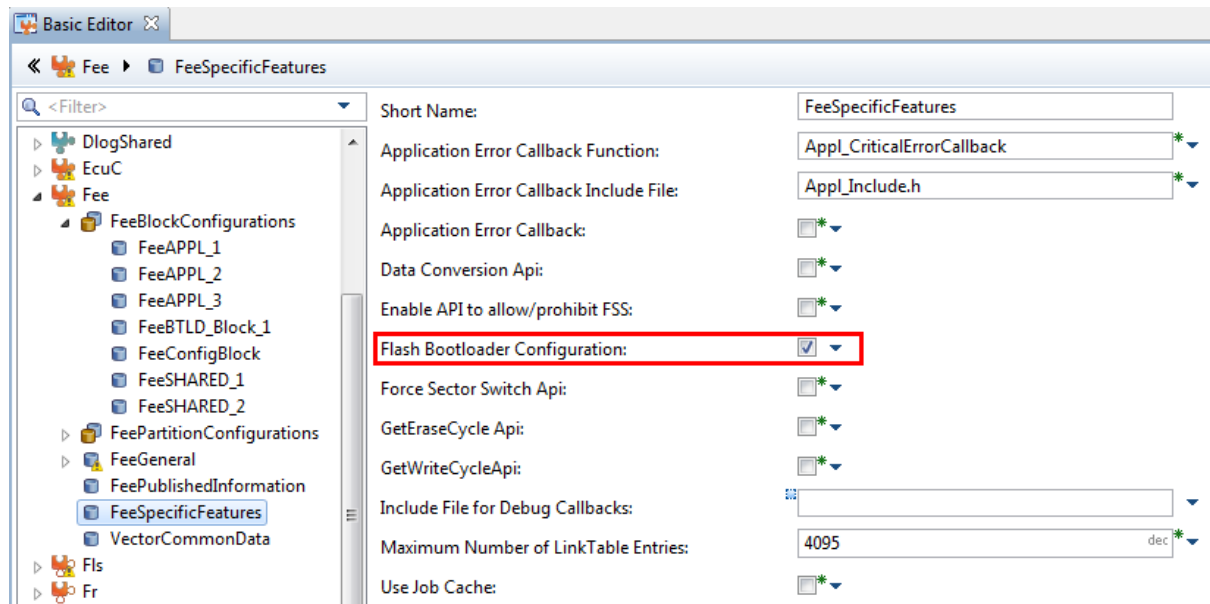 Basic Editor
Fee FeeSpecificFeatures
<Filter>
DlogShared
EcuC
Fee
FeeBlockConfigurations
FeeAPPL_1
FeeAPPL_2
FeeAPPL_3
FeeBTLD_Block_1
FeeConfigBlock
FeeSHARED_1
FeeSHARED_2
FeePartitionConfigurations
FeeGeneral
FeePublishedInformation
FeeSpecificFeatures
VectorCommonData
Fls
Fr
Short Name: FeeSpecificFeatures
Application Error Callback Function: Appl_CriticalErrorCallback
Application Error Callback Include File: Appl_Include.h
Application Error Callback:
Data Conversion Api:
Enable API to allow/prohibit FSS:
Flash Bootloader Configuration:
Force Sector Switch Api:
GetEraseCycle Api:
GetWriteCycleApi:
Include File for Debug Callbacks:
Maximum Number of LinkTable Entries: 4095 dec
Use Job Cache: